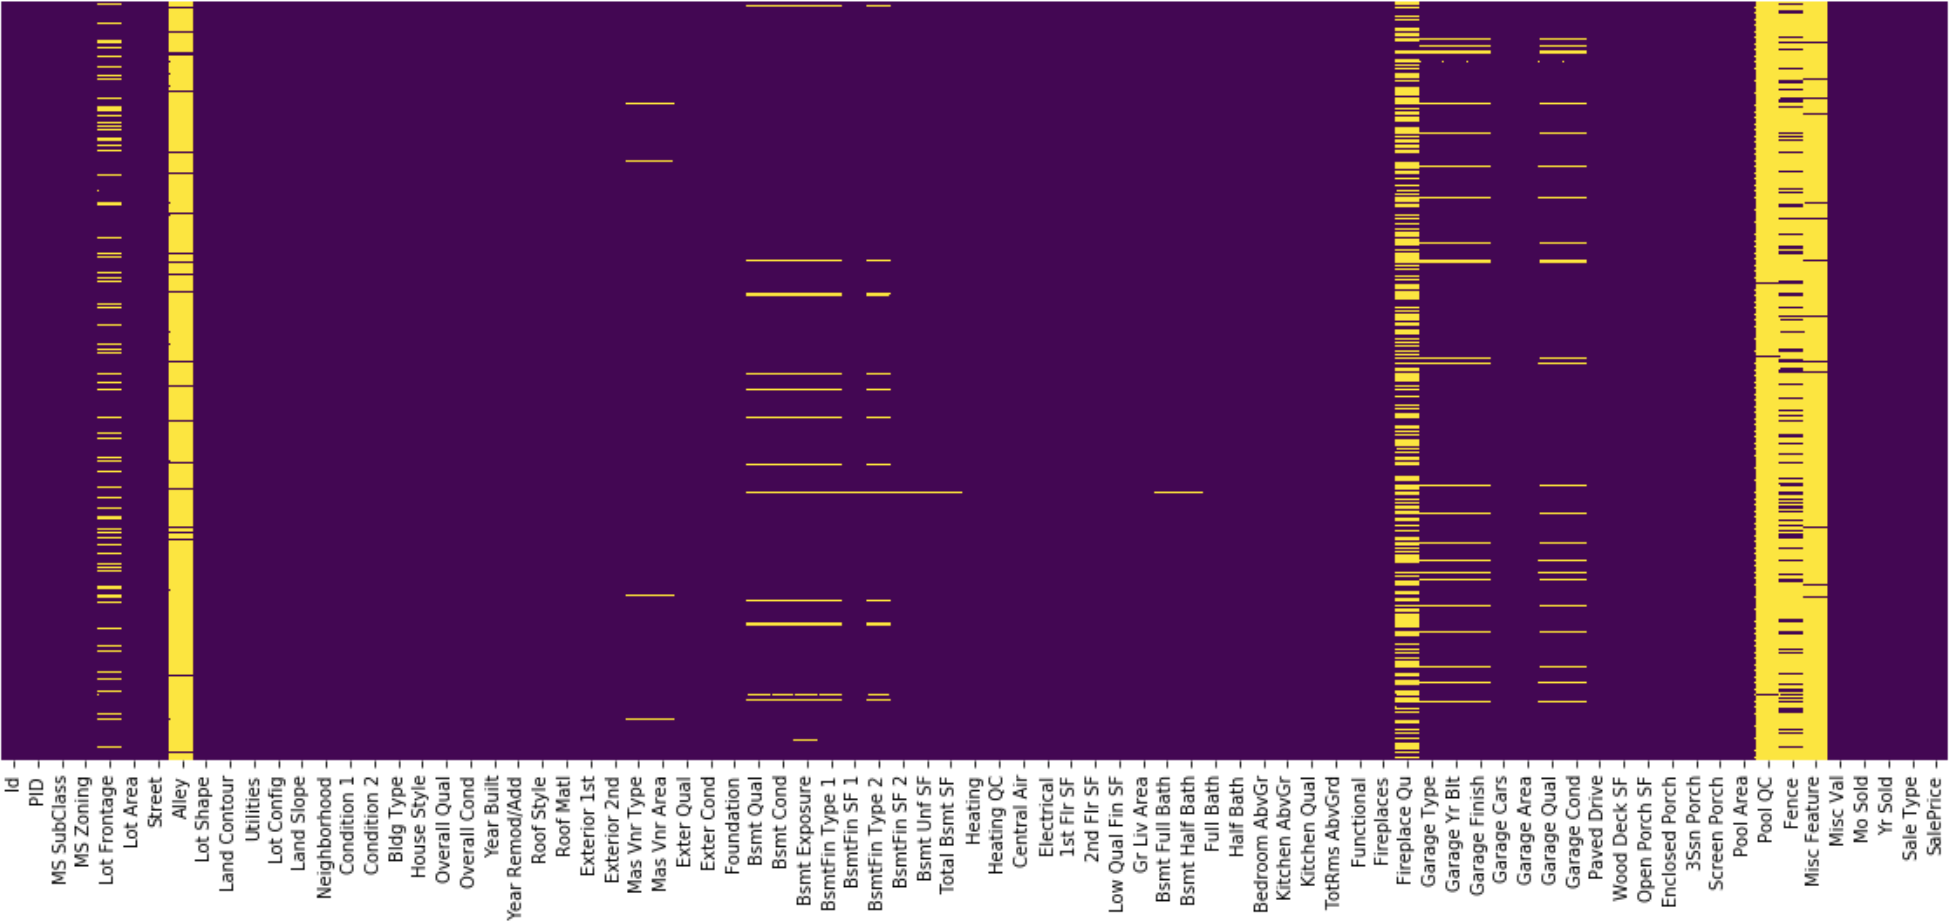 Id
PID
MS SubClass
MS Zoning
Lot Frontage
Lot Area
Street
Alley
Lot Shape
Land Contour
Utilities
Lot Config
Land Slope
Neighborhood
Condition 1
Condition 2
Bldg Type
House Style
Overall Qual
Overall Cond
Year Built
Year Remod/Add
Roof Style
Roof Matl
Exterior 1st
Exterior 2nd
Mas Vnr Type
Mas Vnr Area
Exter Qual
Exter Cond
Foundation
Bsmt Qual
Bsmt Cond
Bsmt Exposure
BsmtFin Type 1
BsmtFin SF 1
BsmtFin Type 2
BsmtFin SF 2
Bsmt Unf SF
Total Bsmt SF
Heating
Heating QC
Central Air
Electrical
1st Flr SF
2nd Flr SF
Low Qual Fin SF
Gr Liv Area
Bsmt Full Bath
Bsmt Half Bath
Full Bath
Half Bath
Bedroom AbvGr
Kitchen AbvGr
Kitchen Qual
TotRms AbvGrd
Functional
Fireplaces
Fireplace Qu
Garage Type
Garage Yr Blt
Garage Finish
Garage Cars
Garage Area
Garage Qual
Garage Cond
Paved Drive
Wood Deck SF
Open Porch SF
Enclosed Porch
3Ssn Porch
Screen Porch
Pool Area
Pool QC
Fence
Misc Feature
Misc Val
Mo Sold
Yr Sold
Sale Type
SalePrice